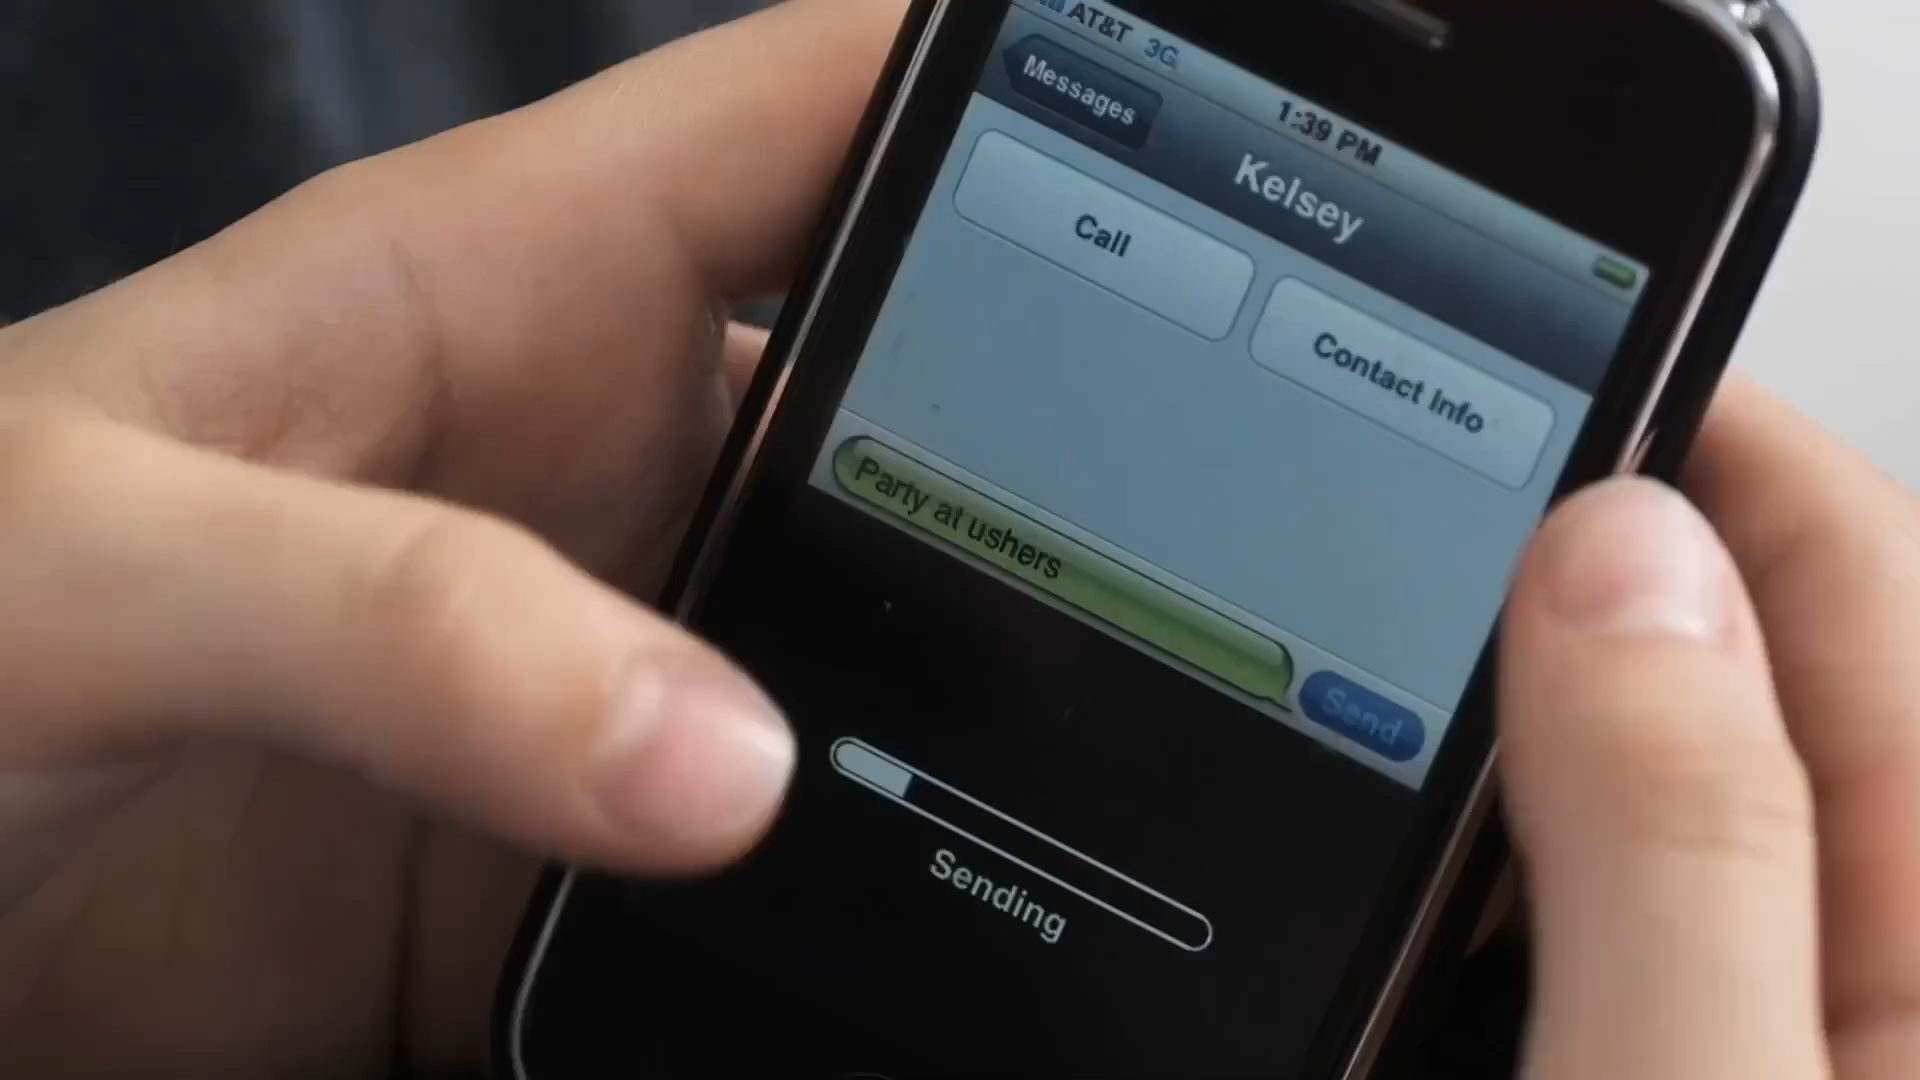 AT&T 3G
1:39 PM
Messages
Kelsey
Call
Contact Info
Party at ushers
Send
Sending